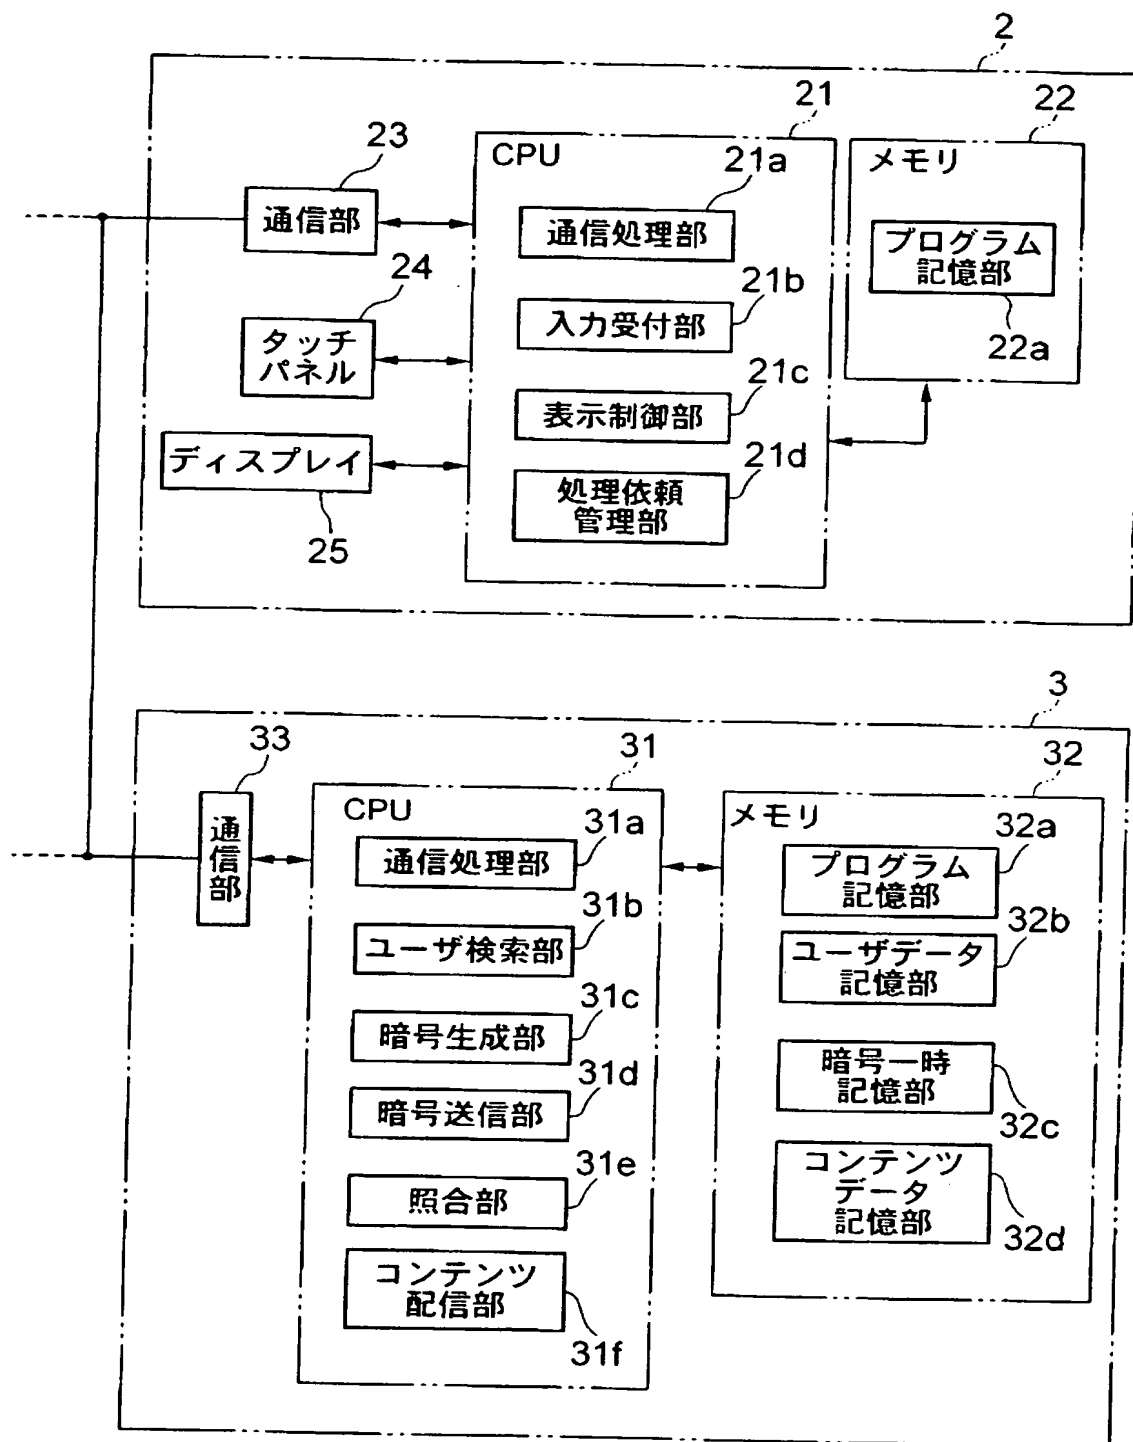 2
21
22
23
CPU
21a
メモリ
通信部
通信処理部
プログラム
記憶部
24
21b
22a
タッチ
パネル
入力受付部
21c
表示制御部
ディスプレイ
21d
処理依頼
管理部
25
3
33
31
32
CPU
メモリ
通信部
31a
32a
通信処理部
プログラム
記憶部
31b
32b
ユーザ検索部
ユーザデータ
記憶部
31c
暗号生成部
暗号一時
記憶部
31d
32c
暗号送信部
31e
コンテンツ
データ
記憶部
照合部
32d
コンテンツ
配信部
31f